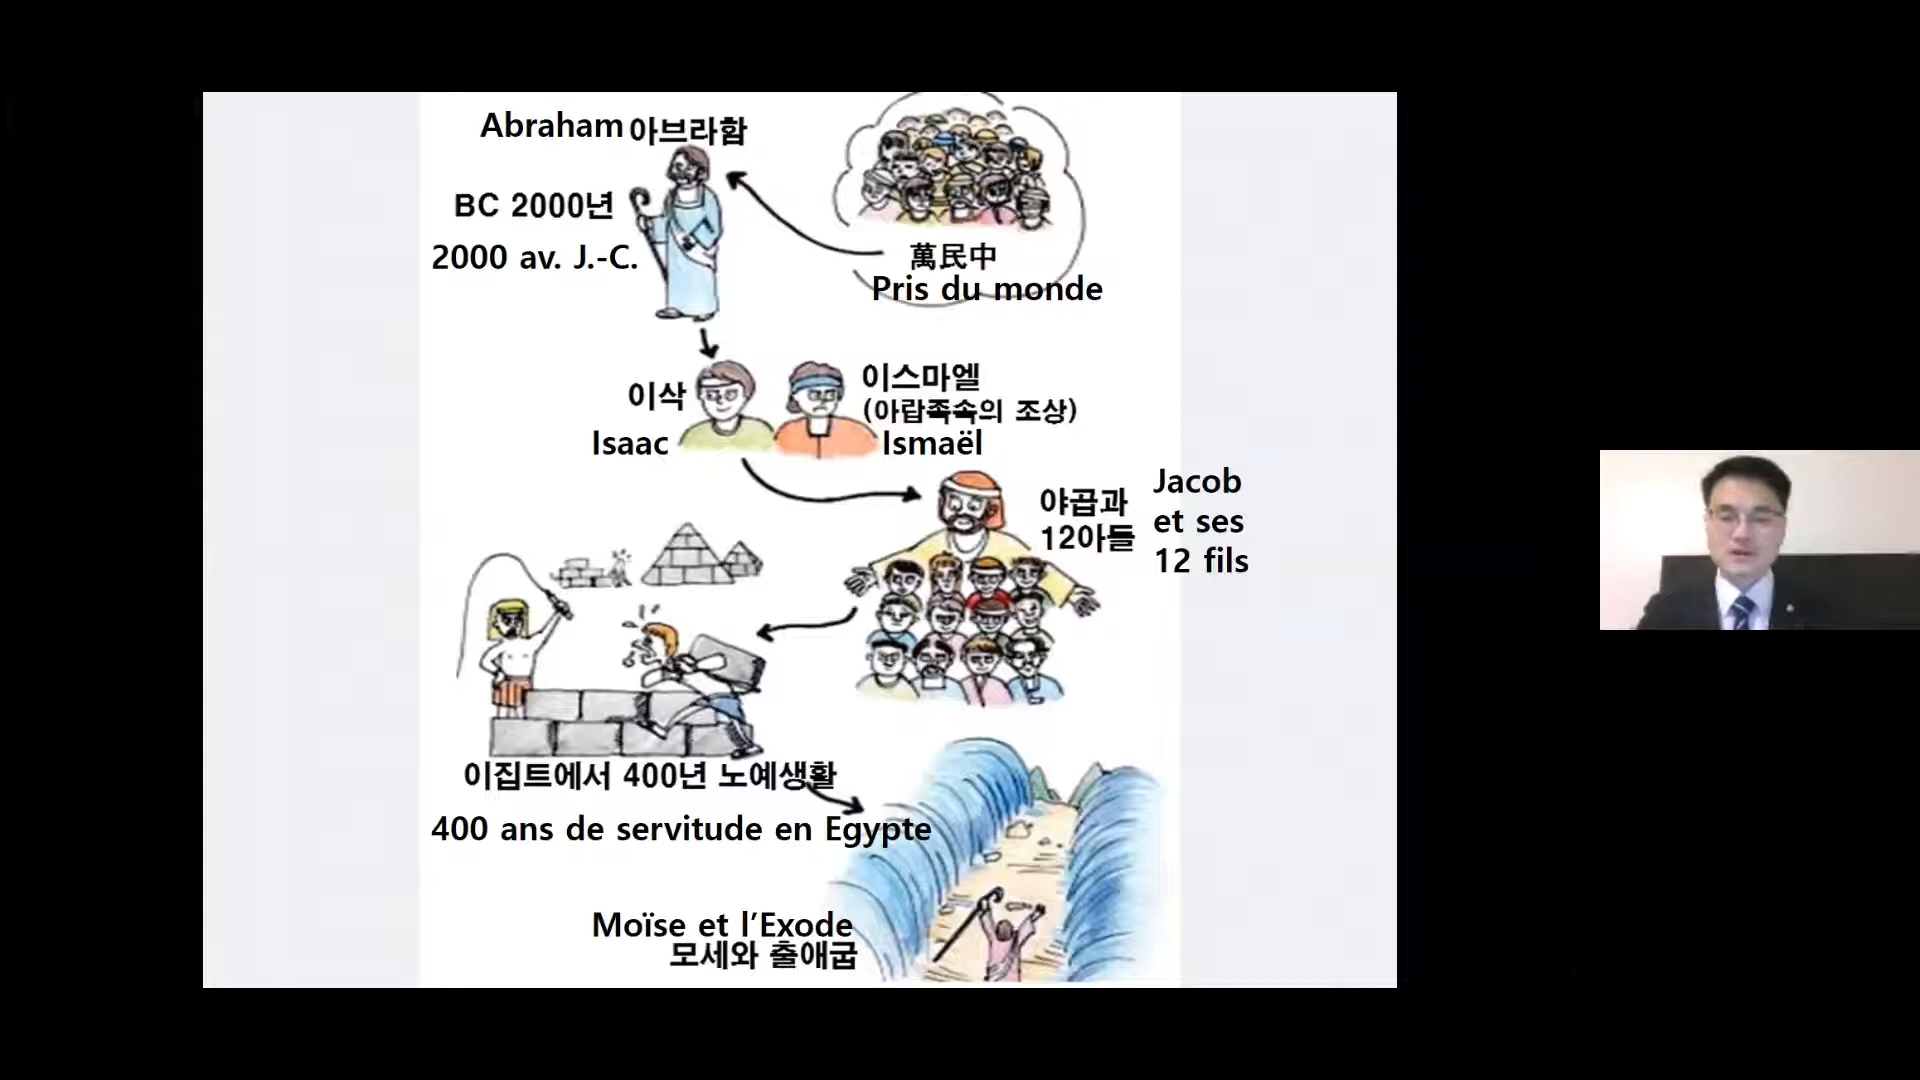 Abraham 아브라함
BC 2000년
2000 av. J.-C.
萬民中
Pris du monde
이삭
Isaac
이스마엘
(아랍족속의 조상)
Ismaël
야곱과
12아들
Jacob
et ses
12 fils
이집트에서 400년 노예생활
400 ans de servitude en Egypte
Moïse et l’Exode
모세와 출애굽